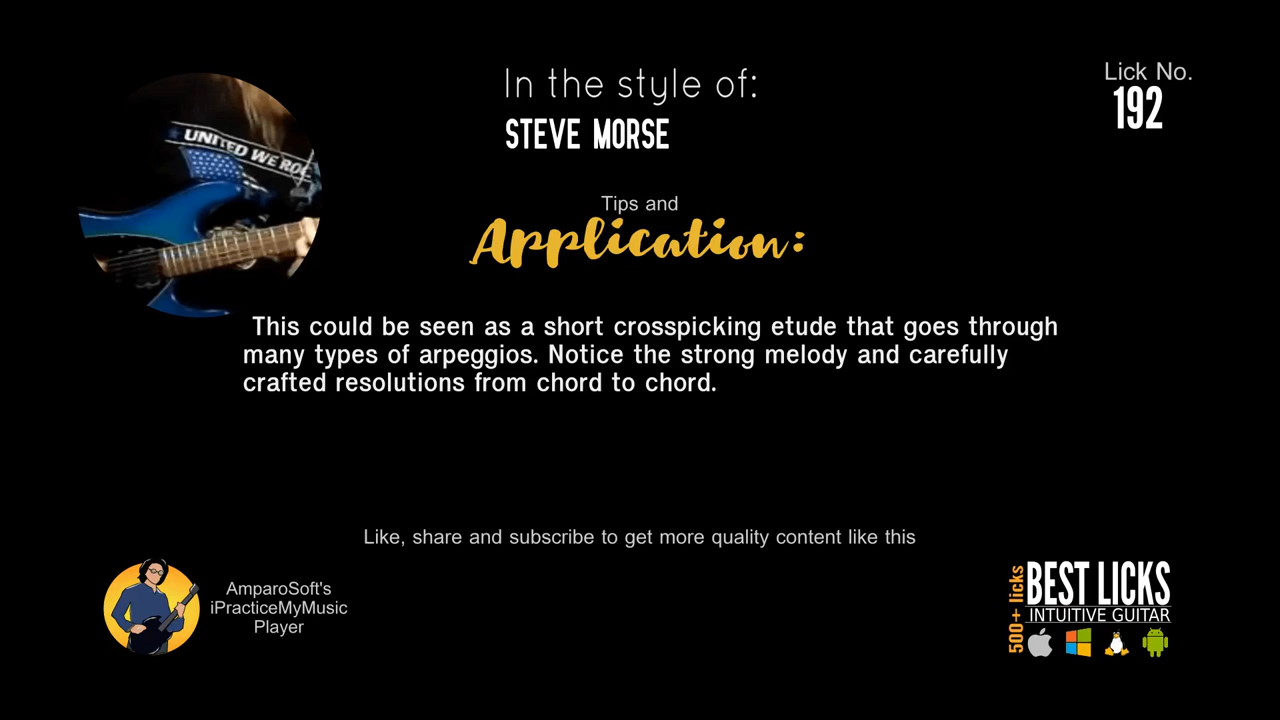 In the style of:
STEVE MORSE
Lick No.
192
UNITED WE ROC
Tips and
Application:
This could be seen as a short crosspicking etude that goes through
many types of arpeggios. Notice the strong melody and carefully
crafted resolutions from chord to chord.
Like, share and subscribe to get more quality content like this
AmparoSoft's
iPracticeMyMusic
Player
500+ licks
BEST LICKS
INTUITIVE GUITAR